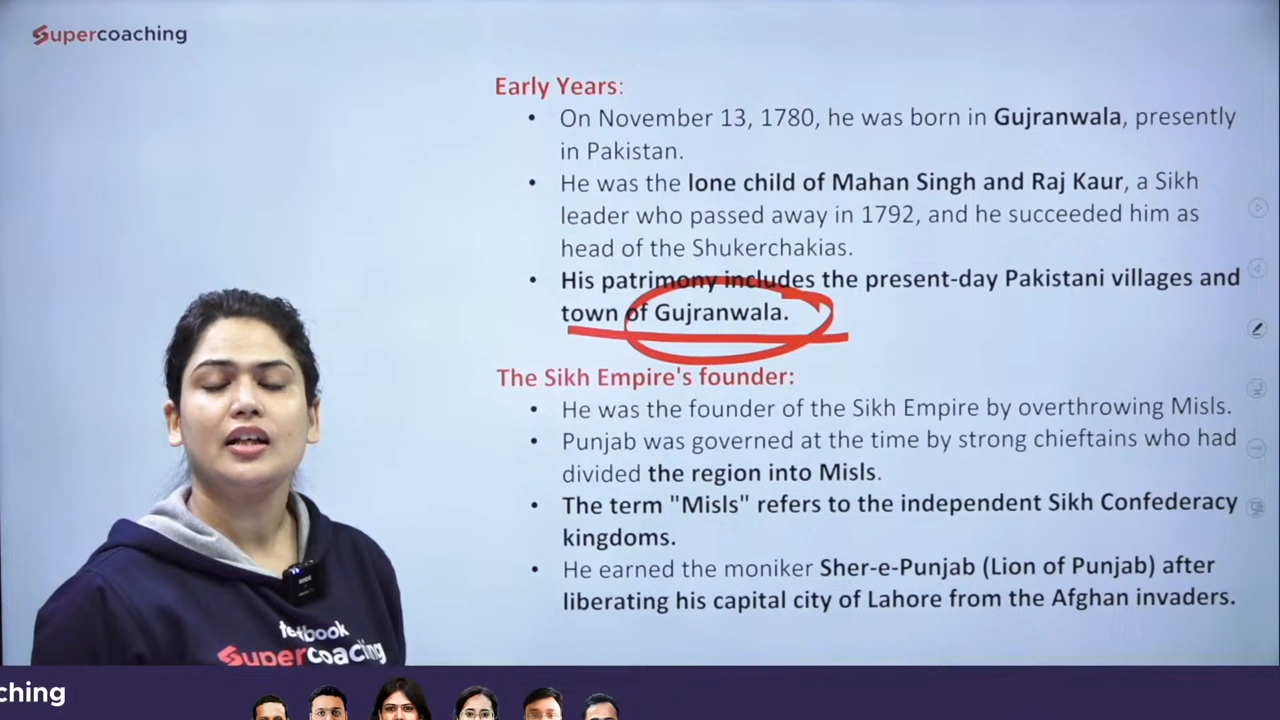 Supercoaching
Early Years:
• On November 13, 1780, he was born in Gujranwala, presently
in Pakistan.
• He was the lone child of Mahan Singh and Raj Kaur, a Sikh
leader who passed away in 1792, and he succeeded him as
head of the Shukerchakias.
• His patrimony includes the present-day Pakistani villages and
town of Gujranwala.
The Sikh Empire's founder:
• He was the founder of the Sikh Empire by overthrowing Misls.
• Punjab was governed at the time by strong chieftains who had
divided the region into Misls.
• The term "Misls" refers to the independent Sikh Confederacy
kingdoms.
• He earned the moniker Sher-e-Punjab (Lion of Punjab) after
liberating his capital city of Lahore from the Afghan invaders.
testbook
Supercoaching
ching